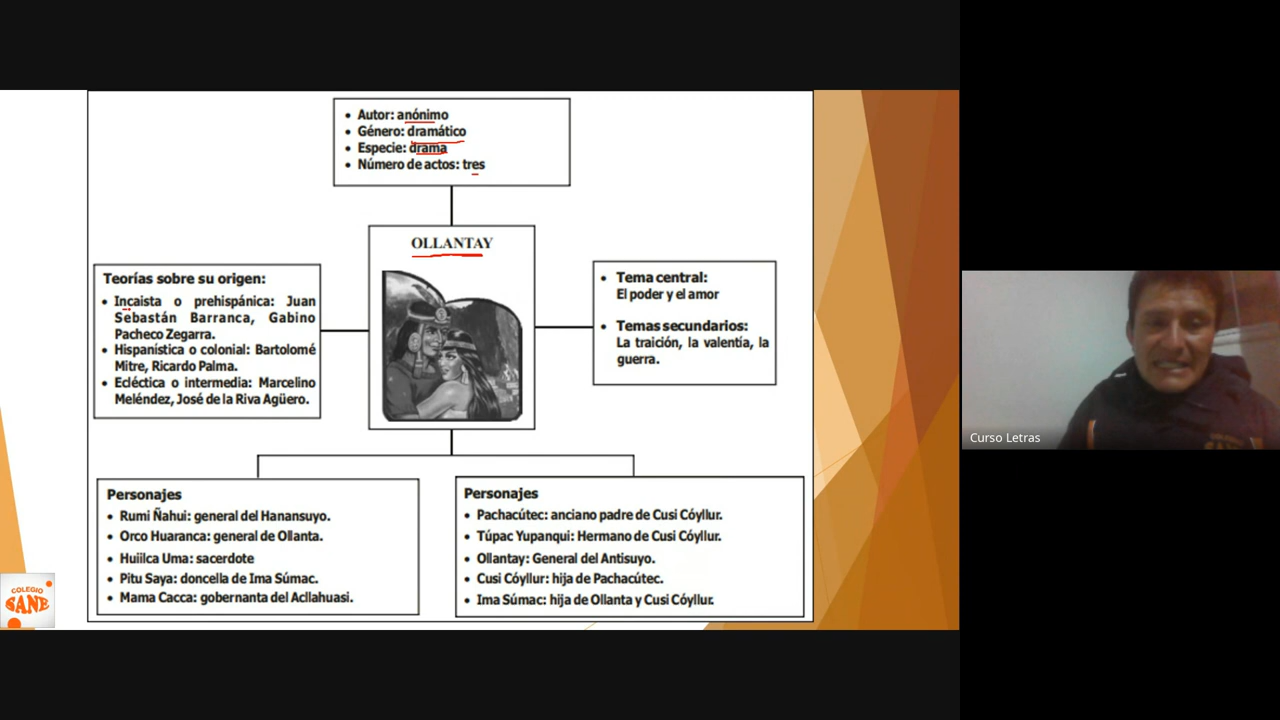 • Autor: anónimo
• Género: dramático
• Especie: drama
• Número de actos: tres
OLLANTAY
Teorías sobre su origen:
• Incaista o prehispánica: Juan
Sebastán Barranca, Gabino
Pacheco Zegarra.
• Hispanística o colonial: Bartolomé
Mitre, Ricardo Palma.
• Ecléctica o intermedia: Marcelino
Meléndez, José de la Riva Agüero.
• Tema central:
El poder y el amor
• Temas secundarios:
La traición, la valentía, la
guerra.
Personajes
• Rumi Ñahui: general del Hanansuyo.
• Orco Huaranca: general de Ollanta.
• Huiilca Uma: sacerdote
• Pitu Saya: doncella de Ima Súmac.
• Mama Cacca: gobernanta del Acllahuasi.
Personajes
• Pachacútec: anciano padre de Cusi Cóyllur.
• Túpac Yupanqui: Hermano de Cusi Cóyllur.
• Ollantay: General del Antisuyo.
• Cusi Cóyllur: hija de Pachacútec.
• Ima Súmac: hija de Ollanta y Cusi Cóyllur.
COLEGIO
SANE
Curso Letras